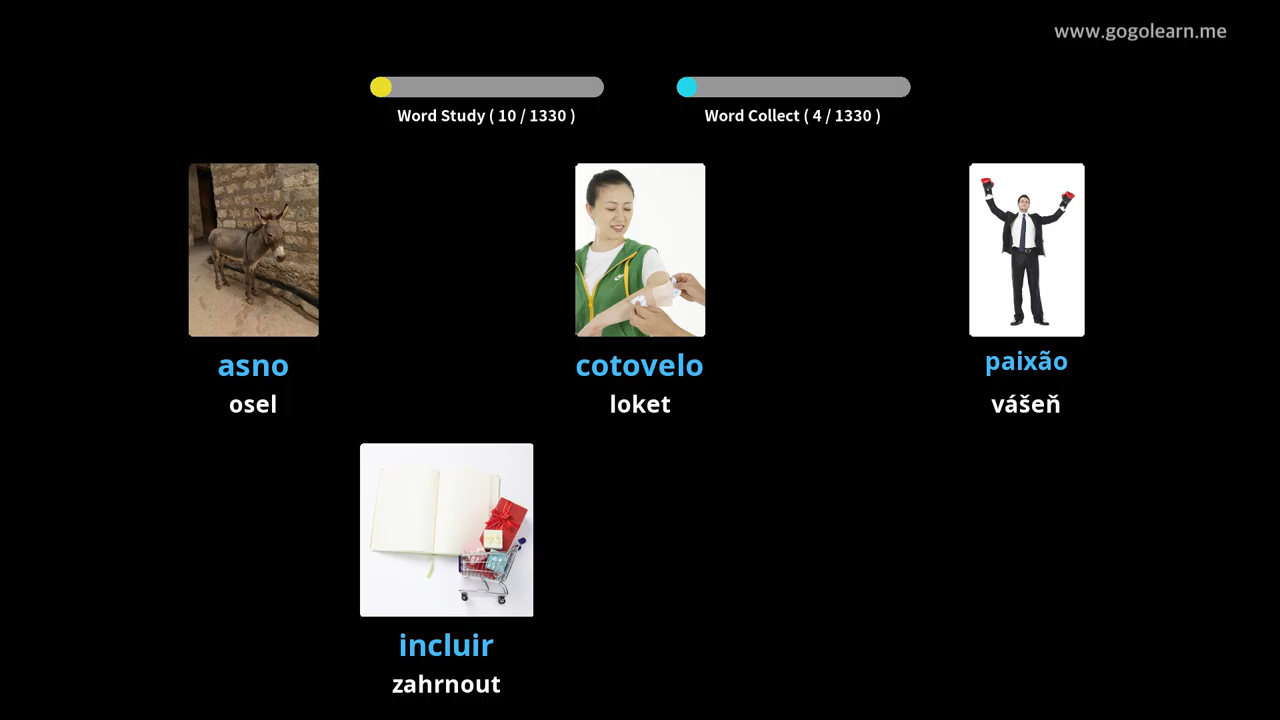 www.gogolearn.me
Word Study ( 10 / 1330 )
Word Collect ( 4 / 1330 )
asno
osel
cotovelo
loket
paixão
vášeň
incluir
zahrnout